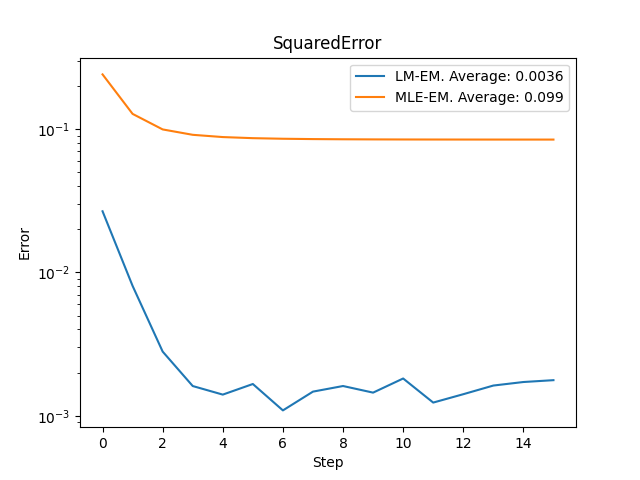 SquaredError
LM-EM. Average: 0.0036
MLE-EM. Average: 0.099
10⁻¹
10⁻²
10⁻³
Error
0 2 4 6 8 10 12 14
Step